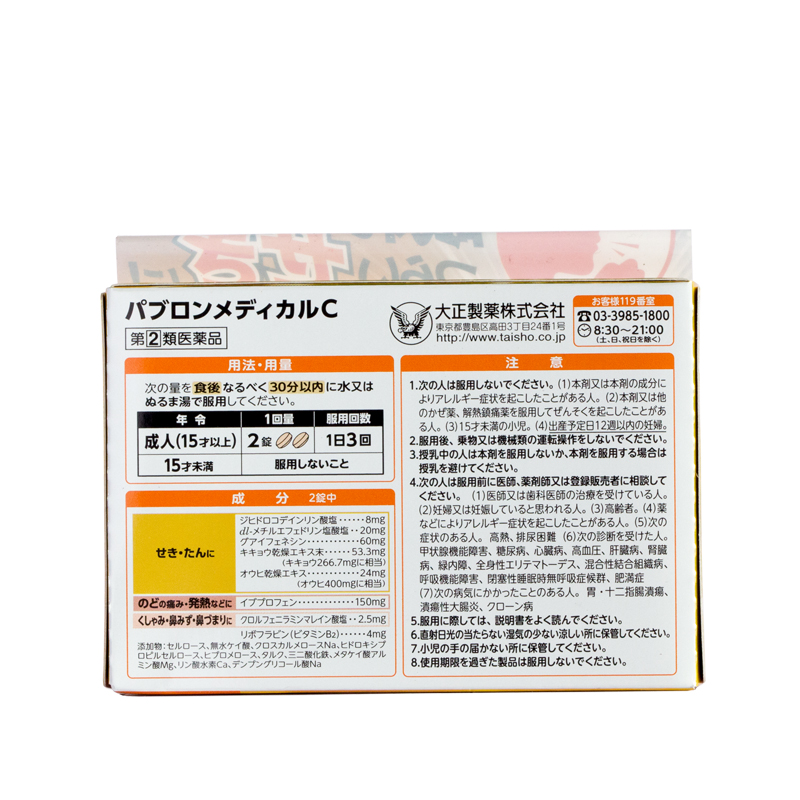 パブロンメディカルC
第②類医薬品
大正製薬株式会社
東京都豊島区高田3丁目24番1号
http://www.taisho.co.jp
お客様119番室
☎03-3985-1800
8:30〜21:00
(土、日、祝日を除く)
用法・用量
次の量を食後なるべく30分以内に水又は
ぬるま湯で服用してください。
年令 1回量 服用回数
成人(15才以上) 2錠 1日3回
15才未満 服用しないこと
成分 2錠中
せき・たんに
ジヒドロコデインリン酸塩……8mg
dl-メチルエフェドリン塩酸塩…20mg
グアイフェネシン…………60mg
キキョウ乾燥エキス末……53.3mg
(キキョウ266.7mgに相当)
オウヒ乾燥エキス…………24mg
(オウヒ400mgに相当)
のどの痛み・発熱などに イブプロフェン…………150mg
くしゃみ・鼻みず・鼻づまりに クロルフェニラミンマレイン酸塩…2.5mg
リボフラビン(ビタミンB2)……4mg
添加物:セルロース、無水ケイ酸、クロスカルメロースNa、ヒドロキシ
プロピルセルロース、ヒプロメロース、タルク、三二酸化鉄、メタケイ酸アル
ミン酸Mg、リン酸水素Ca、デンプングリコール酸Na
注意
1.次の人は服用しないでください。(1)本剤又は本剤の成分に
よりアレルギー症状を起こしたことがある人。(2)本剤又は他
のかぜ薬、解熱鎮痛薬を服用してぜんそくを起こしたことがあ
る人。(3)15才未満の小児。(4)出産予定日12週以内の妊婦。
2.服用後、乗物又は機械類の運転操作をしないでください。
3.授乳中の人は本剤を服用しないか、本剤を服用する場合は
授乳を避けてください。
4.次の人は服用前に医師、薬剤師又は登録販売者に相談して
ください。(1)医師又は歯科医師の治療を受けている人。
(2)妊婦又は妊娠していると思われる人。(3)高齢者。(4)薬
などによりアレルギー症状を起こしたことがある人。(5)次の
症状のある人。高熱、排尿困難 (6)次の診断を受けた人。
甲状腺機能障害、糖尿病、心臓病、高血圧、肝臓病、腎臓
病、緑内障、全身性エリテマトーデス、混合性結合組織病、
呼吸機能障害、閉塞性睡眠時無呼吸症候群、肥満症
(7)次の病気にかかったことのある人。胃・十二指腸潰瘍、
潰瘍性大腸炎、クローン病
5.服用に際しては、説明書をよく読んでください。
6.直射日光の当たらない湿気の少ない涼しい所に保管してください。
7.小児の手の届かない所に保管してください。
8.使用期限を過ぎた製品は服用しないでください。